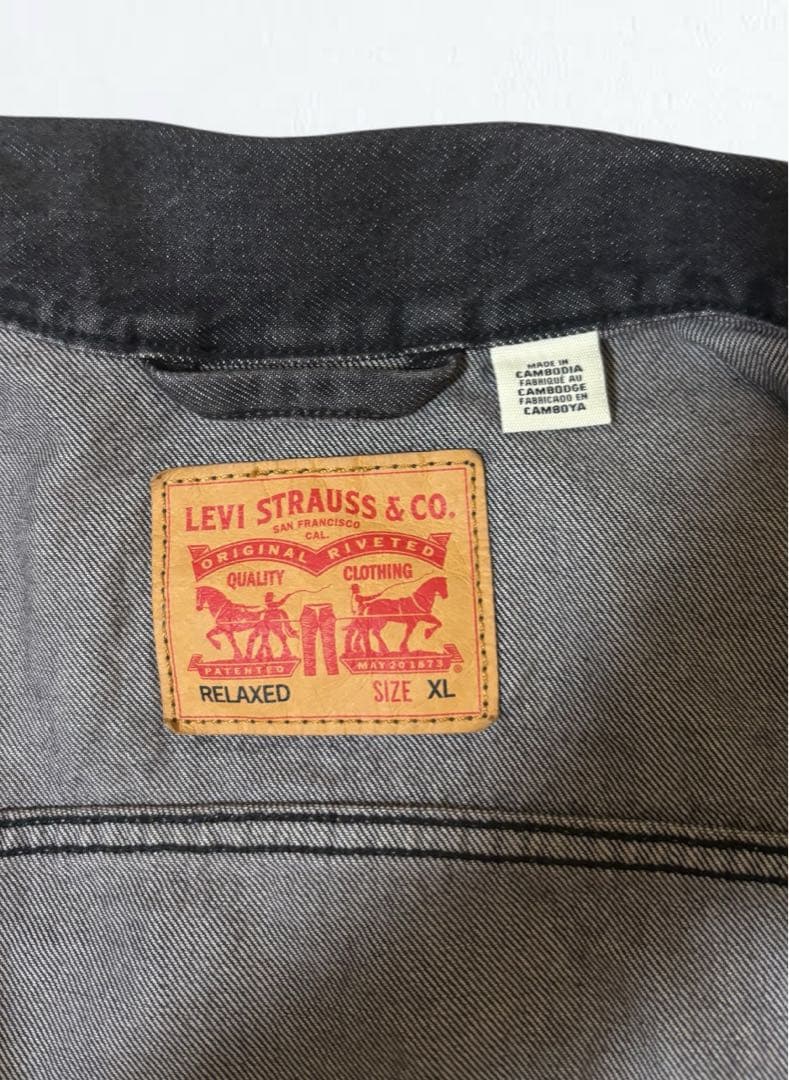 MADE IN
CAMBODIA
FABRIQUÉ AU
CAMBODGE
FABRICADO EN
CAMBOYA
LEVI STRAUSS & CO.
SAN FRANCISCO
CAL.
ORIGINAL RIVETED
QUALITY CLOTHING
PATENTED MAY 20 1873 ®
RELAXED SIZE XL